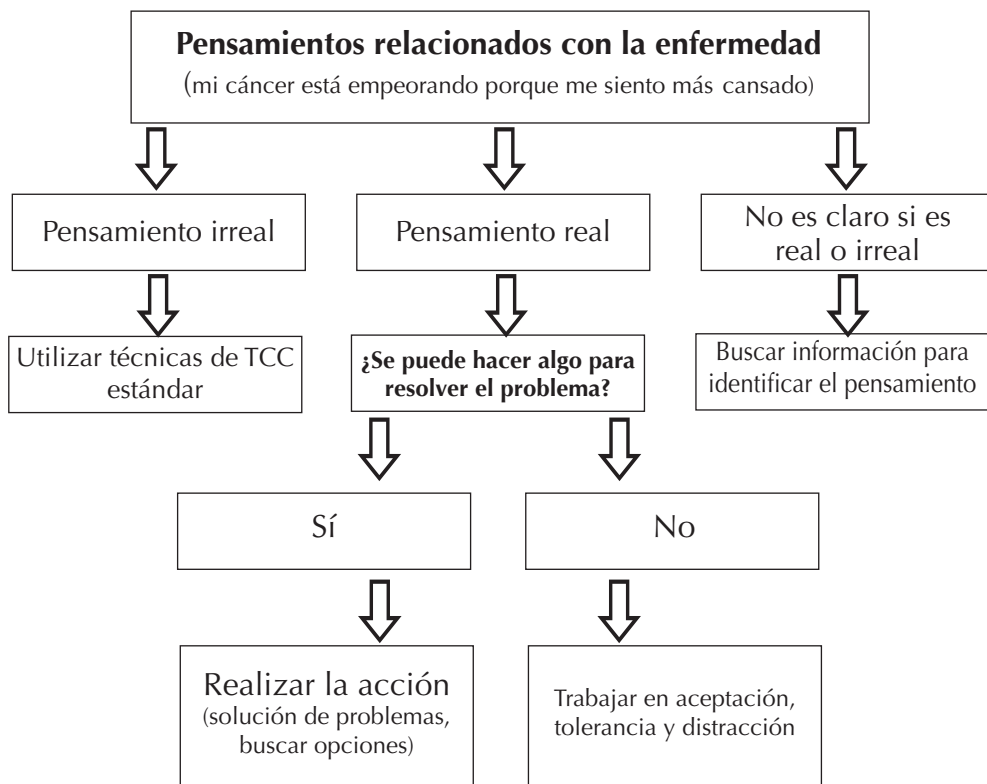 Pensamientos relacionados con la enfermedad
(mi cáncer está empeorando porque me siento más cansado)
Pensamiento irreal
Pensamiento real
No es claro si es
real o irreal
Utilizar técnicas de TCC
estándar
¿Se puede hacer algo para
resolver el problema?
Buscar información para
identificar el pensamiento
Sí
No
Realizar la acción
(solución de problemas,
buscar opciones)
Trabajar en aceptación,
tolerancia y distracción